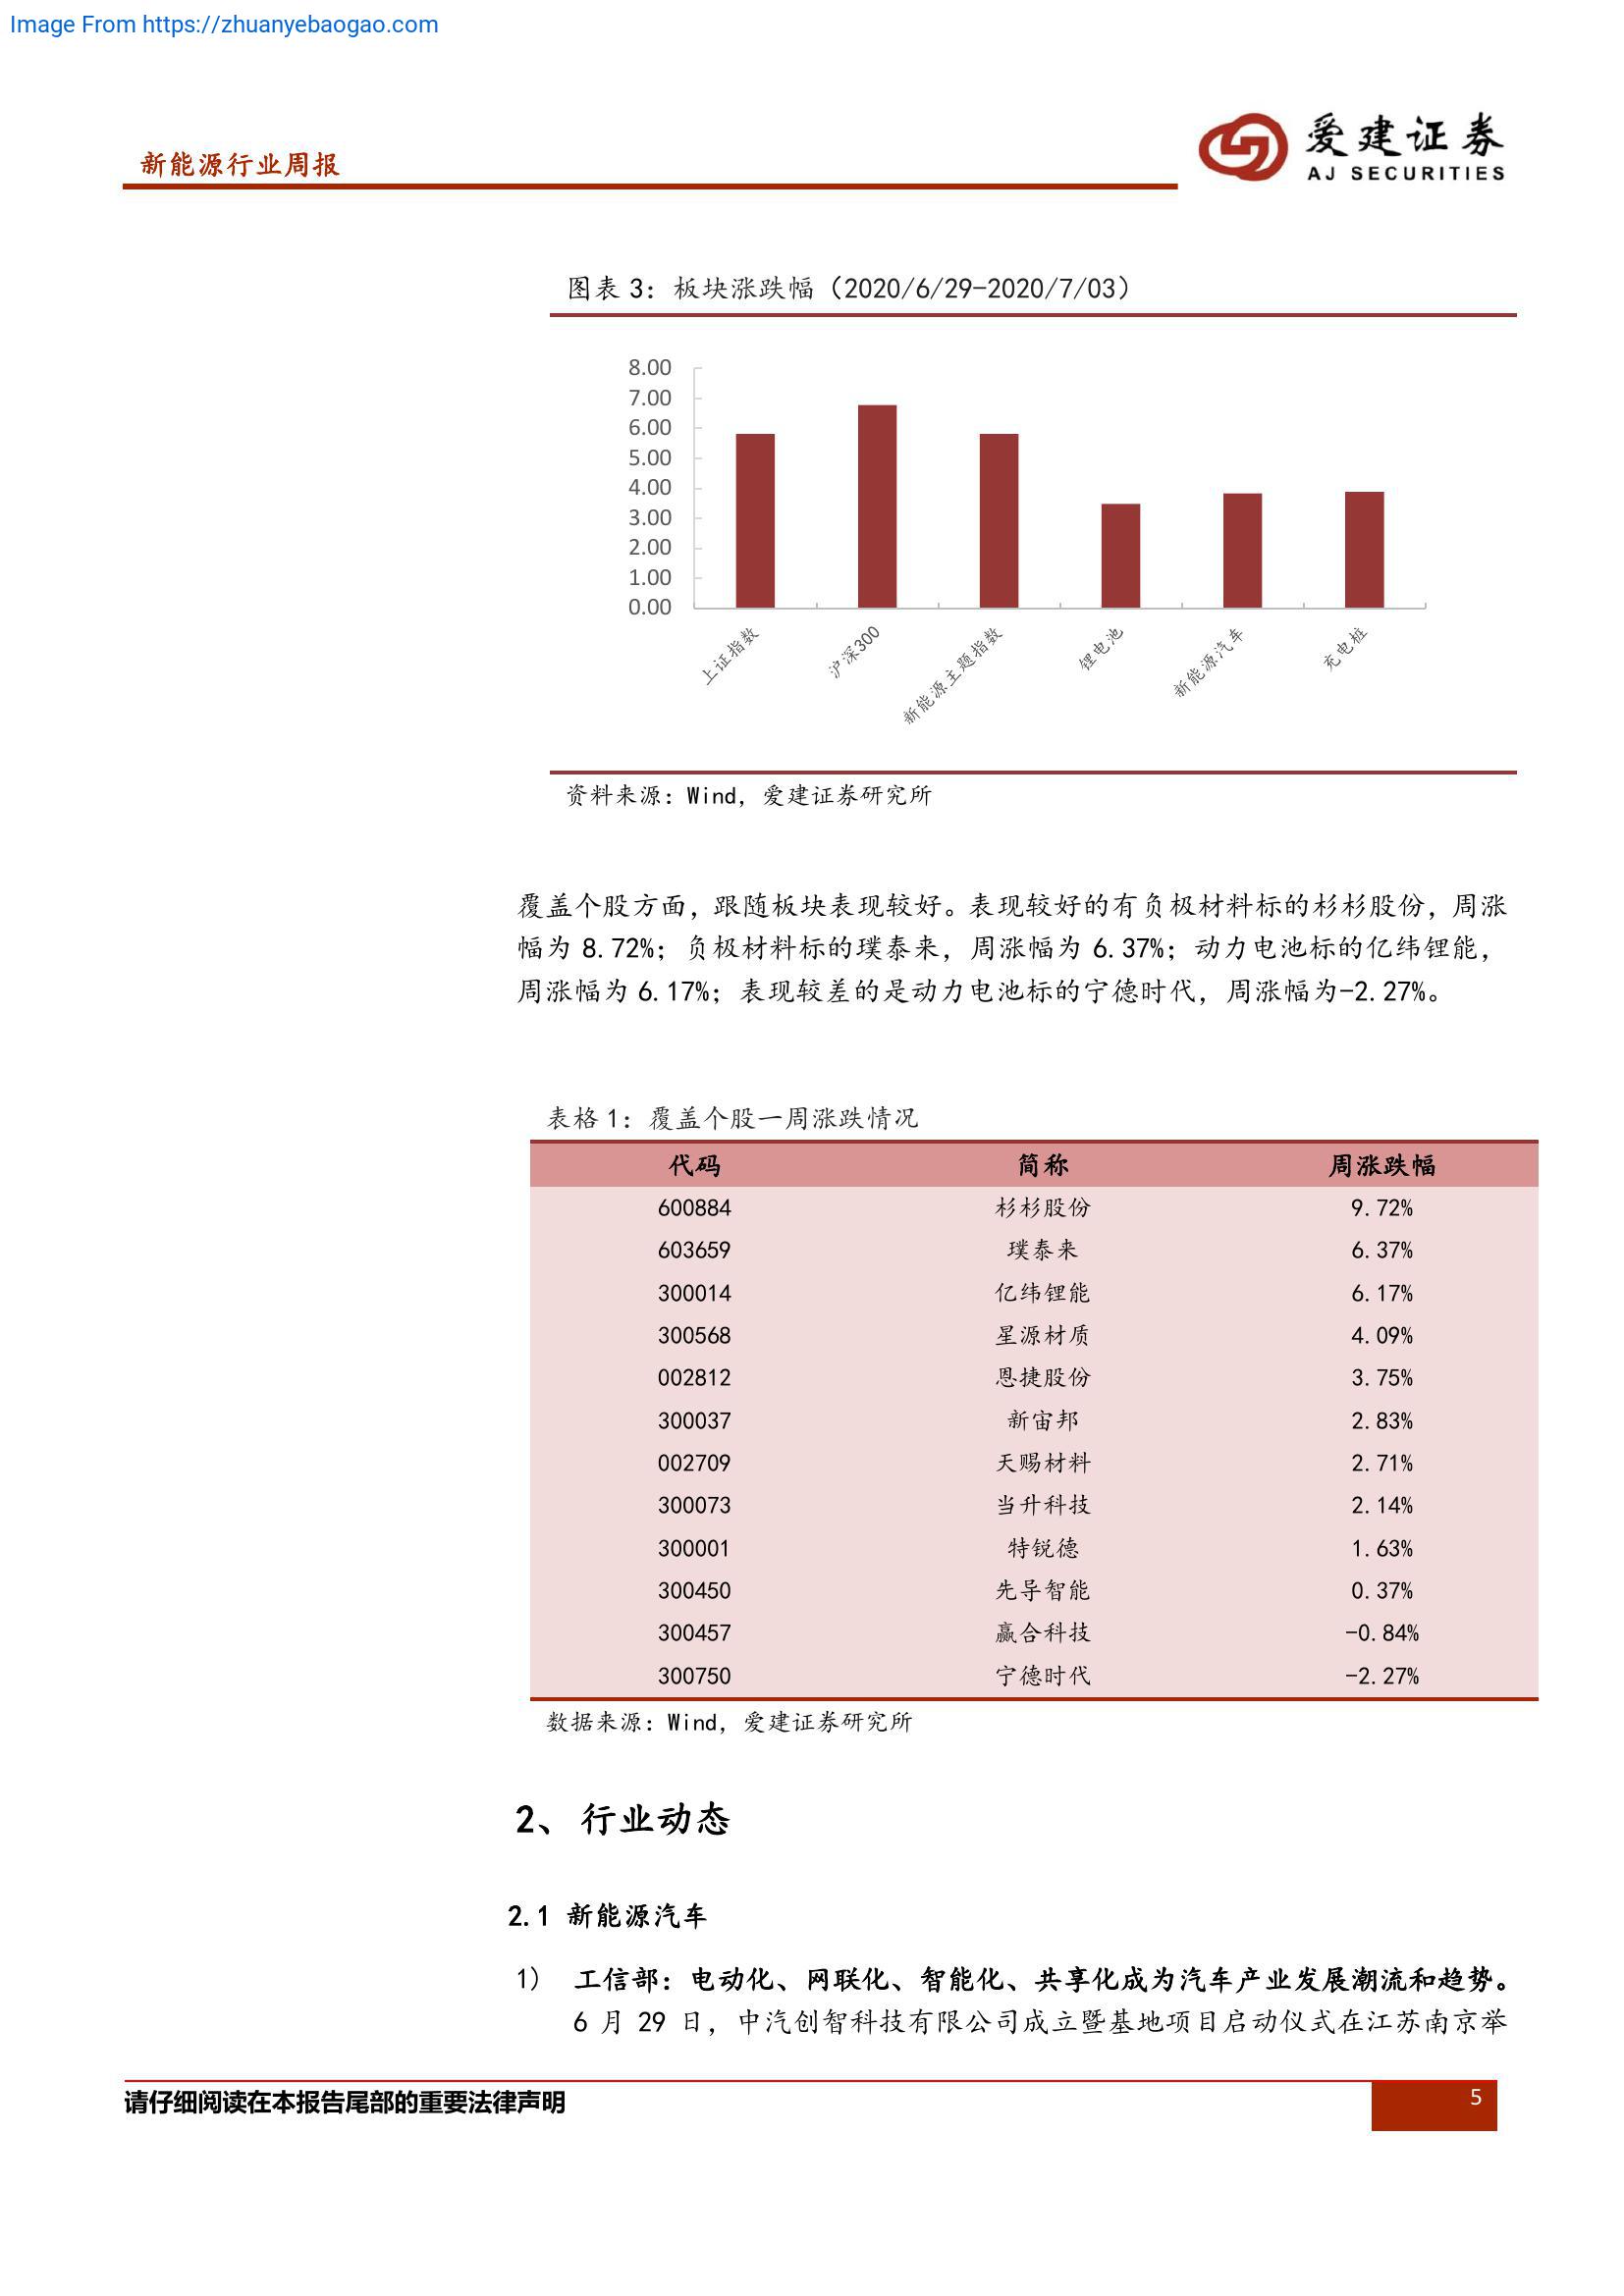 Image From https://zhuanyebaogao.com
新能源行业周报
爱建证券
AJ SECURITIES
图表 3：板块涨跌幅（2020/6/29-2020/7/03）
8.00
7.00
6.00
5.00
4.00
3.00
2.00
1.00
0.00
上证指数
沪深300
新能源主题指数
锂电池
新能源汽车
充电桩
资料来源：Wind，爱建证券研究所
覆盖个股方面，跟随板块表现较好。表现较好的有负极材料标的杉杉股份，周涨
幅为 8.72%；负极材料标的璞泰来，周涨幅为 6.37%；动力电池标的亿纬锂能，
周涨幅为 6.17%；表现较差的是动力电池标的宁德时代，周涨幅为-2.27%。
表格 1：覆盖个股一周涨跌情况
代码 简称 周涨跌幅
600884 杉杉股份 9.72%
603659 璞泰来 6.37%
300014 亿纬锂能 6.17%
300568 星源材质 4.09%
002812 恩捷股份 3.75%
300037 新宙邦 2.83%
002709 天赐材料 2.71%
300073 当升科技 2.14%
300001 特锐德 1.63%
300450 先导智能 0.37%
300457 赢合科技 -0.84%
300750 宁德时代 -2.27%
数据来源：Wind，爱建证券研究所
2、 行业动态
2.1 新能源汽车
1) 工信部：电动化、网联化、智能化、共享化成为汽车产业发展潮流和趋势。
6 月 29 日，中汽创智科技有限公司成立暨基地项目启动仪式在江苏南京举
请仔细阅读在本报告尾部的重要法律声明
5